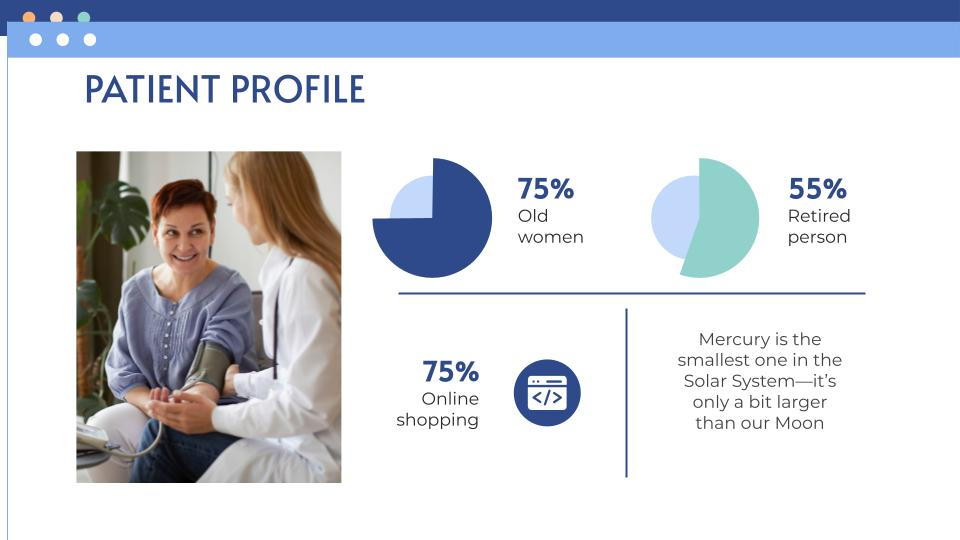 PATIENT PROFILE
75%
Old
women
55%
Retired
person
75%
Online
shopping
</>
Mercury is the
smallest one in the
Solar System—it’s
only a bit larger
than our Moon